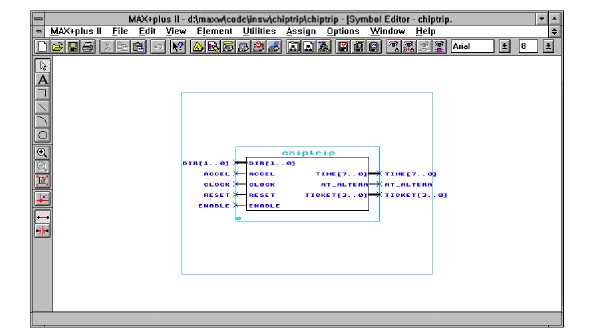 MAX+plus II - d:\maxw\codc\insw\chiptrip\chiptrip - [Symbol Editor - chiptrip.
MAX+plus II File Edit View Element Utilities Assign Options Window Help
Arial 8
chiptrip
DIR[1..0] DIR[1..0]
ACCEL ACCEL TIME[7..0] TIME[7..0]
CLOCK CLOCK AT_ALTERA AT_ALTERA
RESET RESET TICKET[3..0] TICKET[3..0]
ENABLE ENABLE